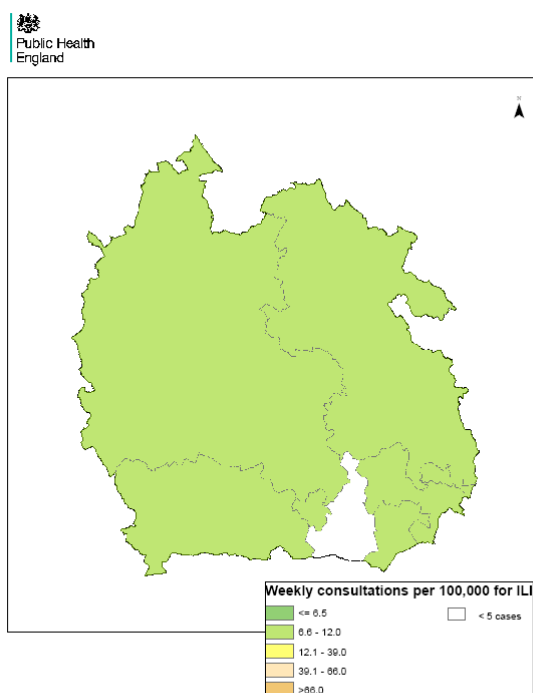 Public Health
England
N
Weekly consultations per 100,000 for ILI
<= 6.5
< 5 cases
6.6 - 12.0
12.1 - 39.0
39.1 - 66.0
>66.0